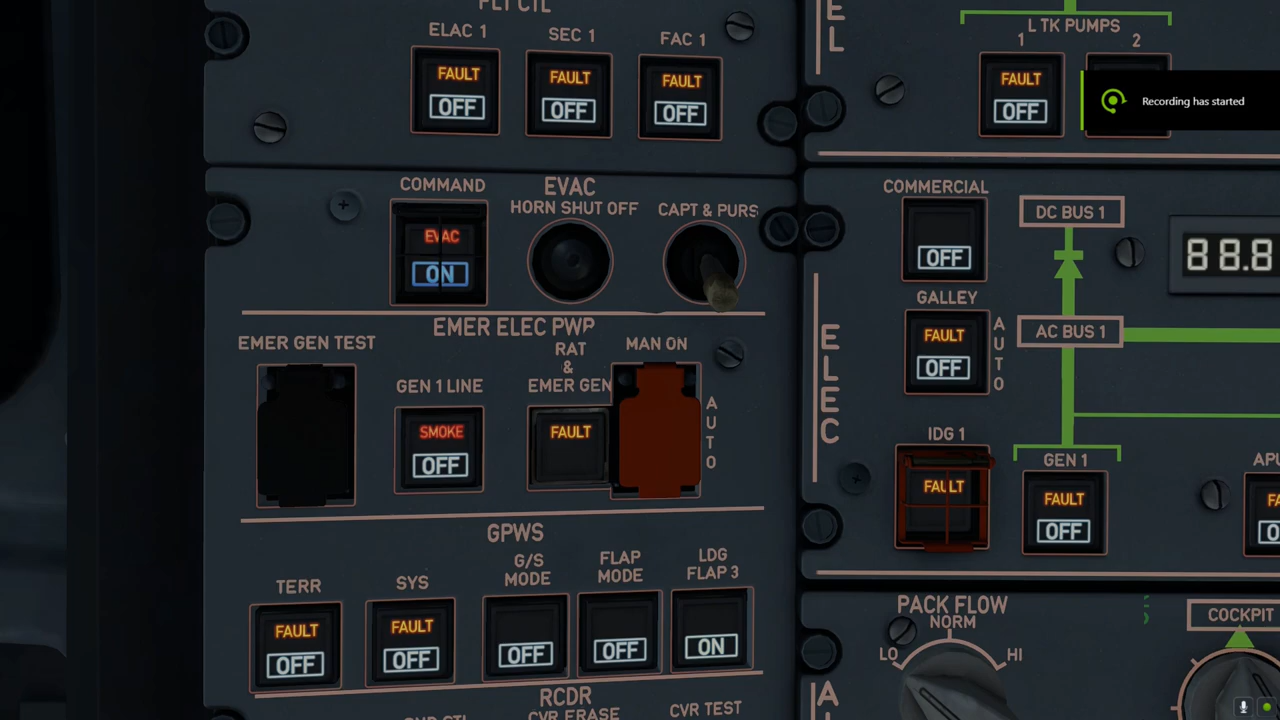 FLT CTL
ELAC 1
SEC 1
FAC 1
FAULT
OFF
FAULT
OFF
FAULT
OFF
COMMAND
EVAC
HORN SHUT OFF
CAPT & PURS
EVAC
ON
EMER ELEC PWR
EMER GEN TEST
GEN 1 LINE
RAT
&
EMER GEN
MAN ON
SMOKE
OFF
FAULT
AUTO
GPWS
TERR
SYS
G/S
MODE
FLAP
MODE
LDG
FLAP 3
FAULT
OFF
FAULT
OFF
OFF
OFF
ON
RCDR
CVR ERASE
CVR TEST
EL
L TK PUMPS
1
2
FAULT
OFF
Recording has started
ELEC
COMMERCIAL
OFF
DC BUS 1
88.8
GALLEY
FAULT
OFF
AUTO
AC BUS 1
IDG 1
FAULT
GEN 1
FAULT
OFF
PACK FLOW
LO
NORM
HI
COCKPIT